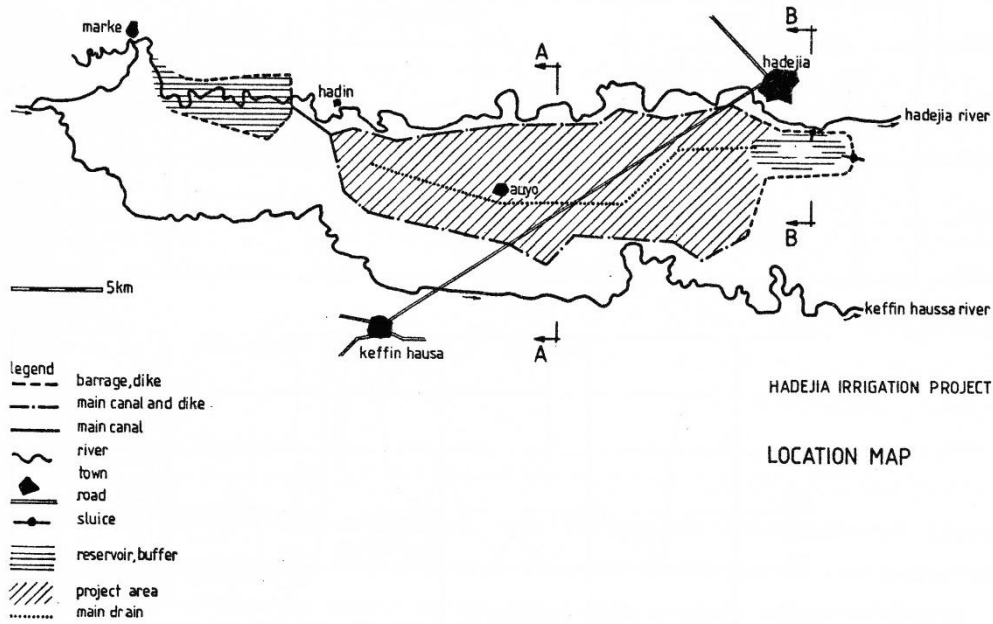 marke
B
A
hadejia
hadin
hadejia river
auyo
B
5km
keffin haussa river
keffin hausa
A
legend
barrage, dike
main canal and dike
main canal
river
town
road
sluice
reservoir, buffer
project area
main drain
HADEJIA IRRIGATION PROJECT
LOCATION MAP